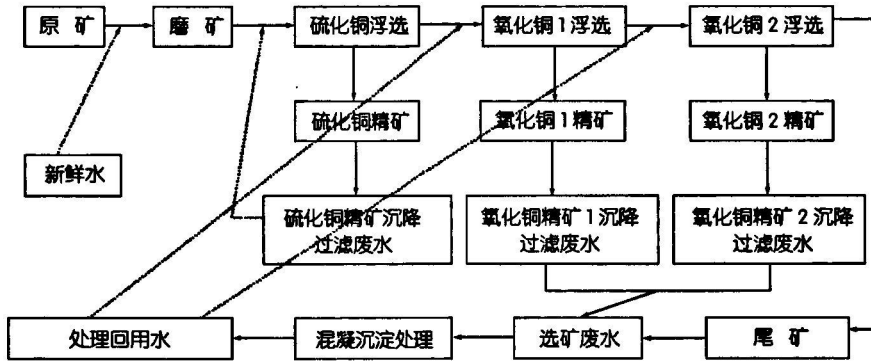 原 矿
磨 矿
硫化铜浮选
氧化铜1浮选
氧化铜2浮选
硫化铜精矿
氧化铜1精矿
氧化铜2精矿
新鲜水
硫化铜精矿沉降
过滤废水
氧化铜精矿1沉降
过滤废水
氧化铜精矿2沉降
过滤废水
处理回用水
混凝沉淀处理
选矿废水
尾 矿